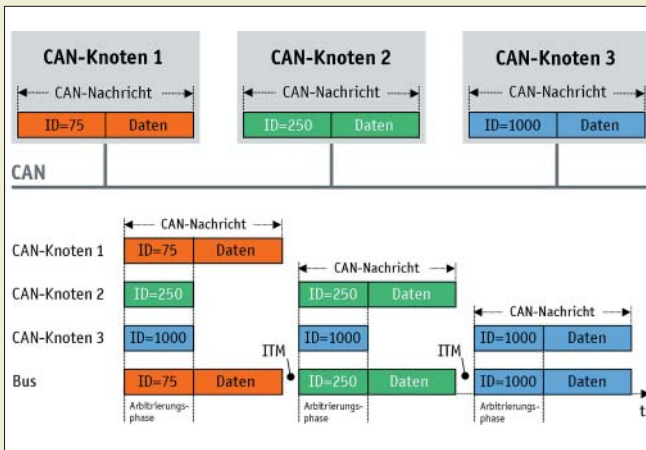 CAN-Knoten 1
CAN-Nachricht
ID=75 Daten
CAN-Knoten 2
CAN-Nachricht
ID=250 Daten
CAN-Knoten 3
CAN-Nachricht
ID=1000 Daten
CAN
CAN-Nachricht
CAN-Knoten 1 ID=75 Daten
CAN-Nachricht
CAN-Knoten 2 ID=250 ID=250 Daten
CAN-Nachricht
CAN-Knoten 3 ID=1000 ID=1000 ID=1000 Daten
ITM ITM
Bus ID=75 Daten ID=250 Daten ID=1000 Daten
Arbitrierungs- Arbitrierungs- Arbitrierungs- t
phase phase phase